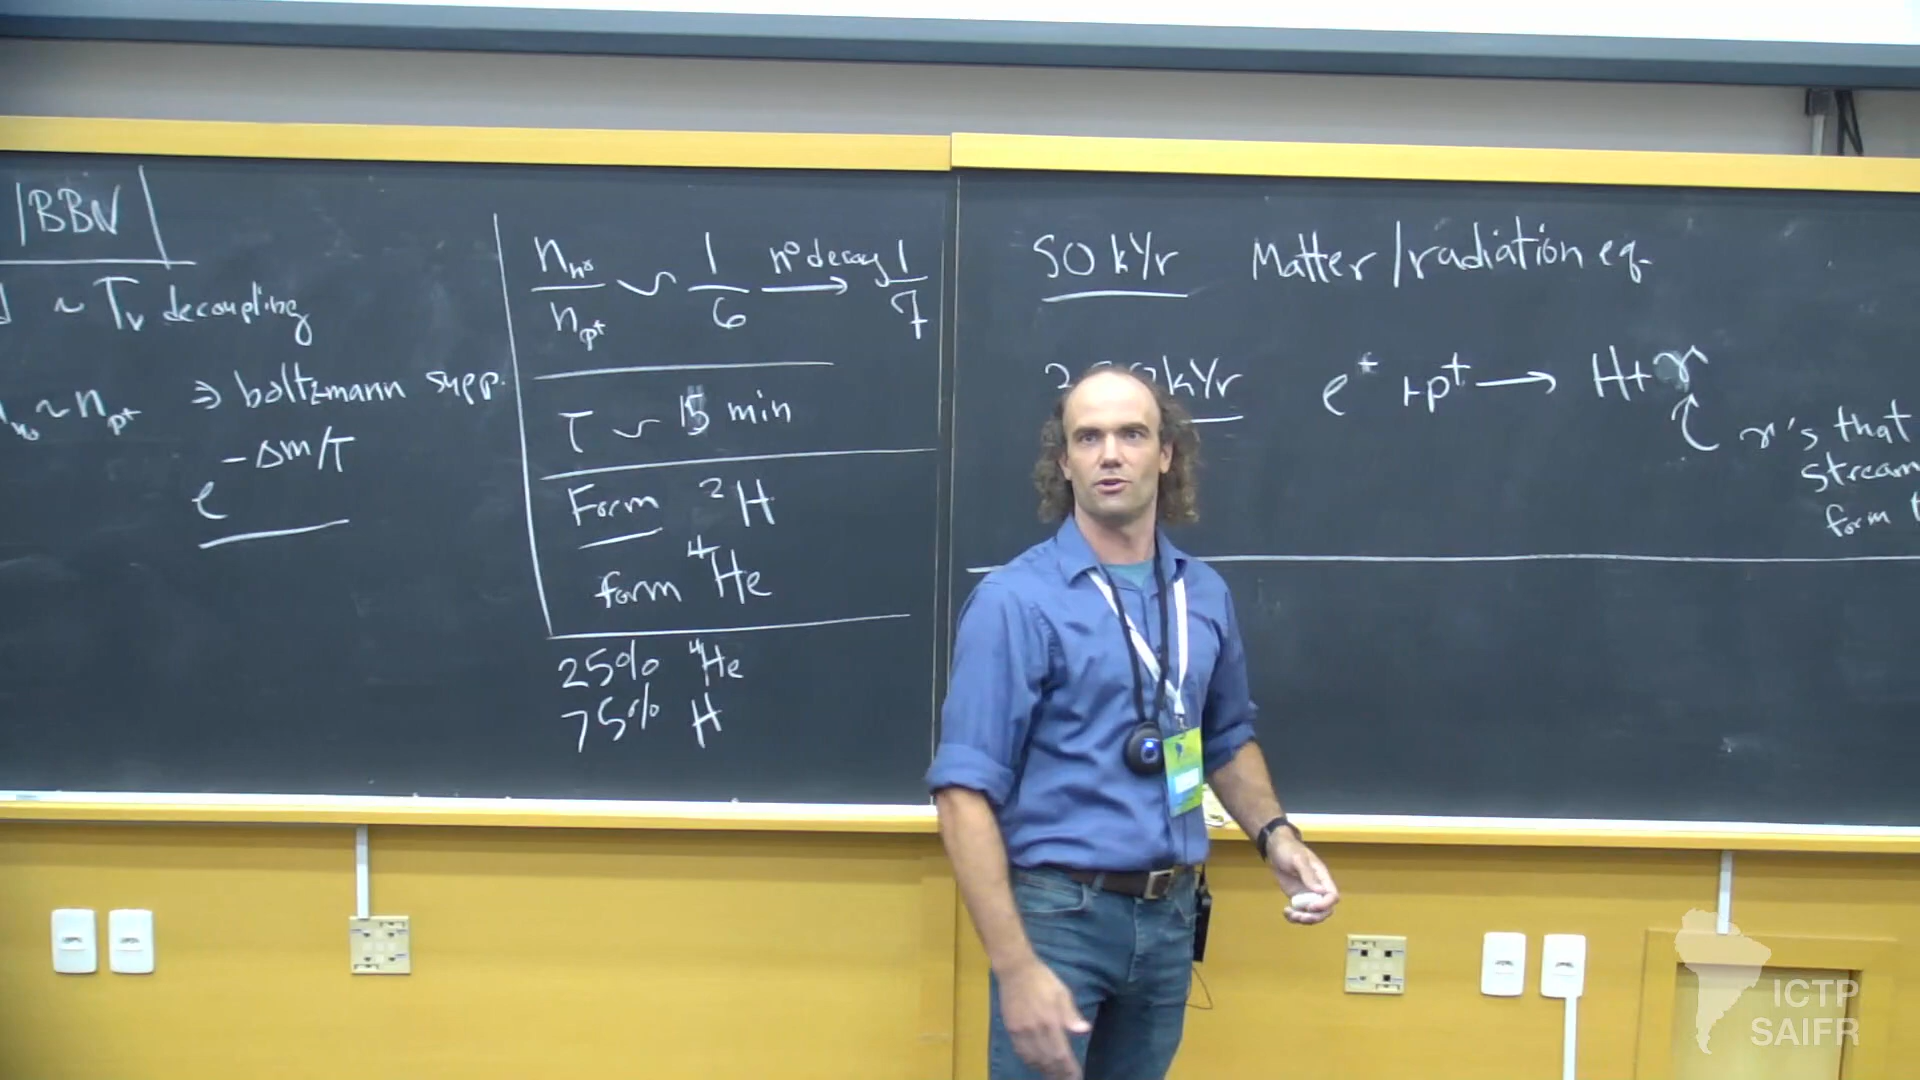 BBN
~ Tν decoupling
~ n_p+ ⇒ boltzmann supp.
e^-Δm/T
n_n⁰ / n_p+ ~ 1/6 n⁰ decay → 1/7
τ ~ 15 min
Form ²H
form ⁴He
25% ⁴He
75% H
50 kYr Matter/radiation eq.
kYr e⁺ + p⁺ → H + γ
γ's that
stream
form
ICTP
SAIFR